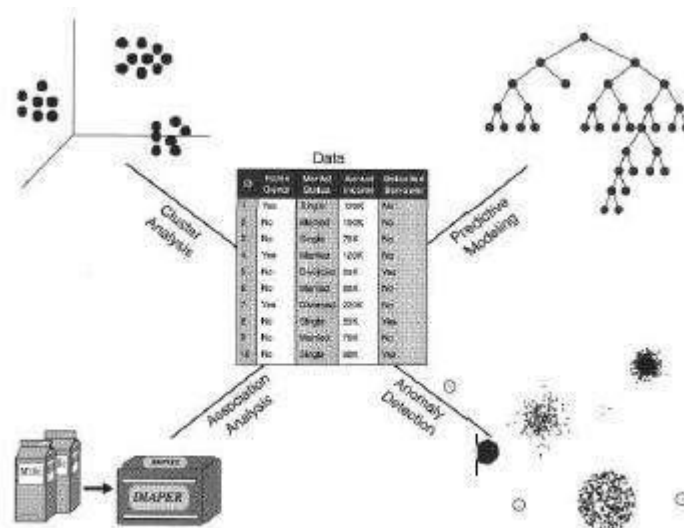 Data
ID Home Owner Marital Status Annual Income Defaulted Borrower
1 Yes Single 125K No
2 No Married 100K No
3 No Single 70K No
4 Yes Married 120K No
5 No Divorced 95K Yes
6 No Married No
7 Yes Divorced 220K No
8 No Single 85K Yes
9 No Married 75K No
10 No Single 90K Yes
Cluster
Analysis
Predictive
Modeling
Association
Analysis
Anomaly
Detection
Milk
DIAPER